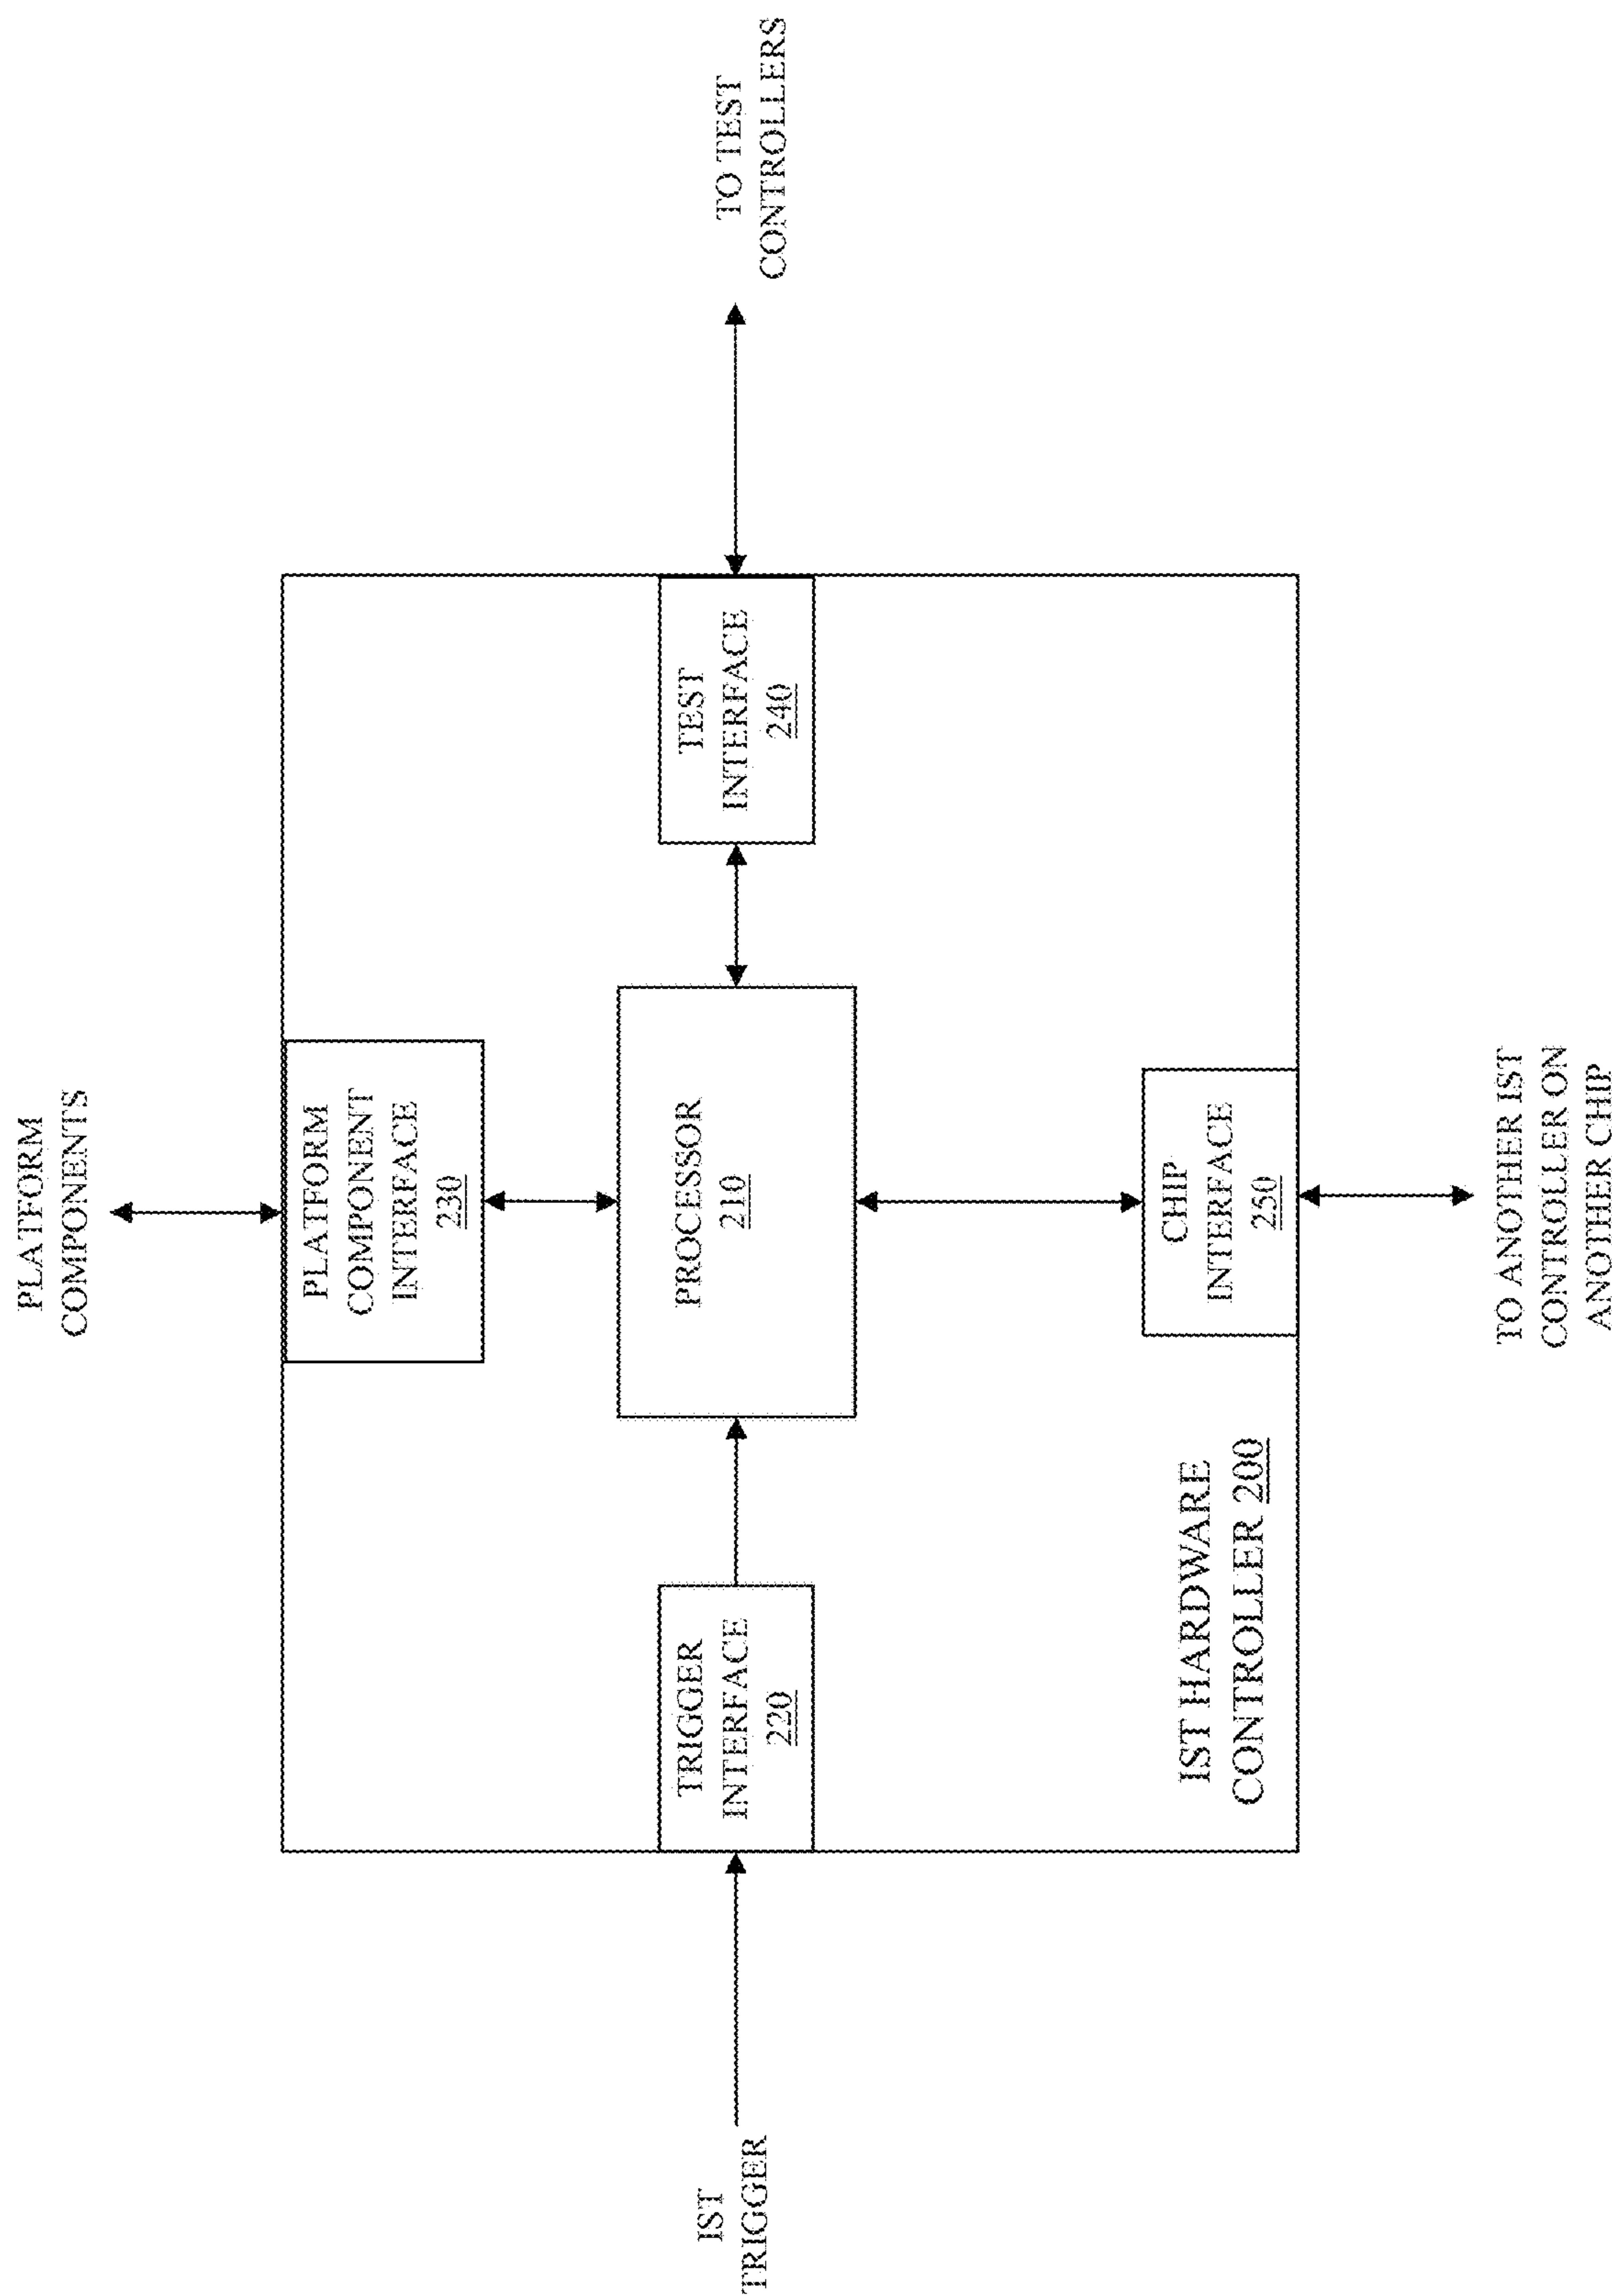 PLATFORM
COMPONENTS
PLATFORM
COMPONENT
INTERFACE
230
IST
TRIGGER
TRIGGER
INTERFACE
220
PROCESSOR
210
TEST
INTERFACE
240
TO TEST
CONTROLLERS
CHIP
INTERFACE
250
IST HARDWARE
CONTROLLER 200
TO ANOTHER IST
CONTROLLER ON
ANOTHER CHIP